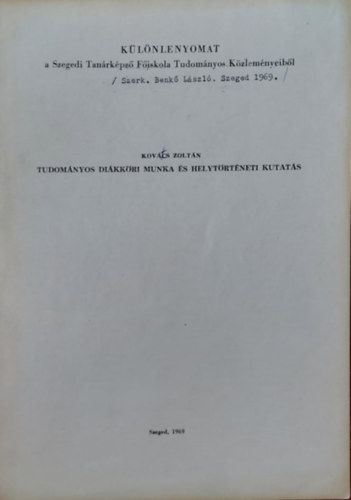 KÜLÖNLENYOMAT
a Szegedi Tanárképző Főiskola Tudományos Közleményeiből
/ Szerk. Benkő László. Szeged 1969. /
KOVÁCS ZOLTÁN
TUDOMÁNYOS DIÁKKÖRI MUNKA ÉS HELYTÖRTÉNETI KUTATÁS
Szeged, 1969